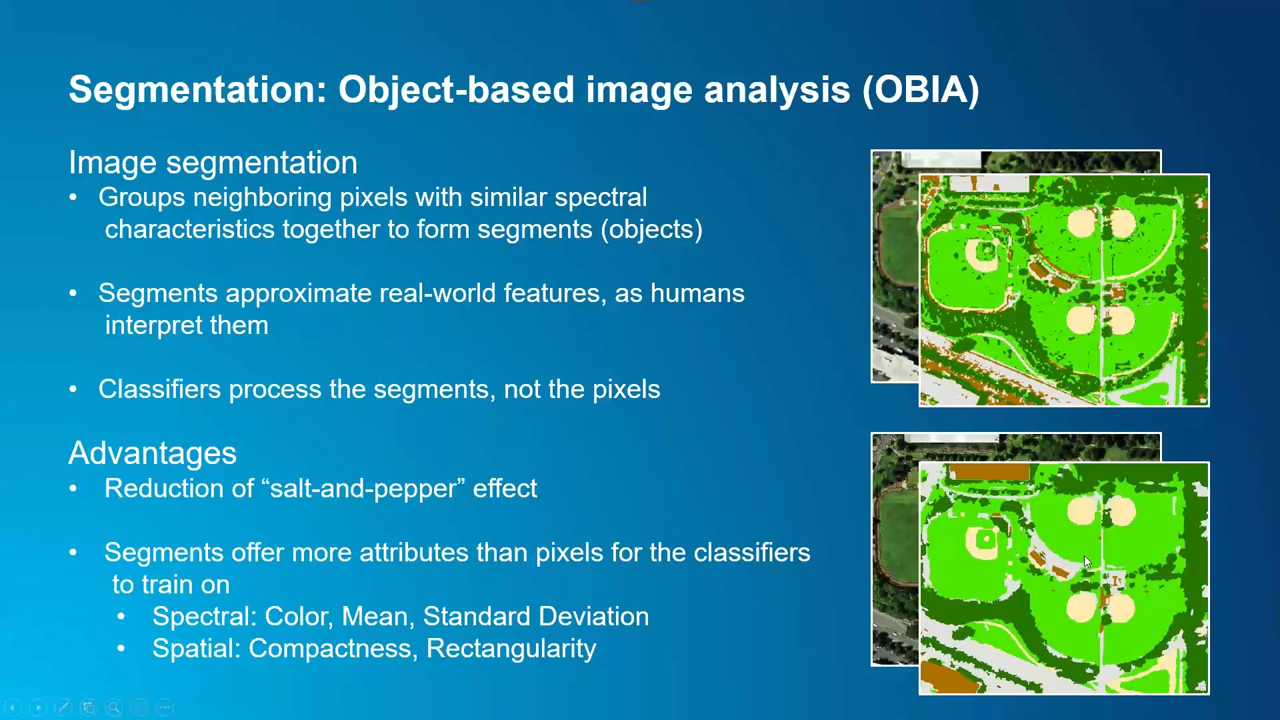 Segmentation: Object-based image analysis (OBIA)
Image segmentation
• Groups neighboring pixels with similar spectral
characteristics together to form segments (objects)
• Segments approximate real-world features, as humans
interpret them
• Classifiers process the segments, not the pixels
Advantages
• Reduction of “salt-and-pepper” effect
• Segments offer more attributes than pixels for the classifiers
to train on
• Spectral: Color, Mean, Standard Deviation
• Spatial: Compactness, Rectangularity